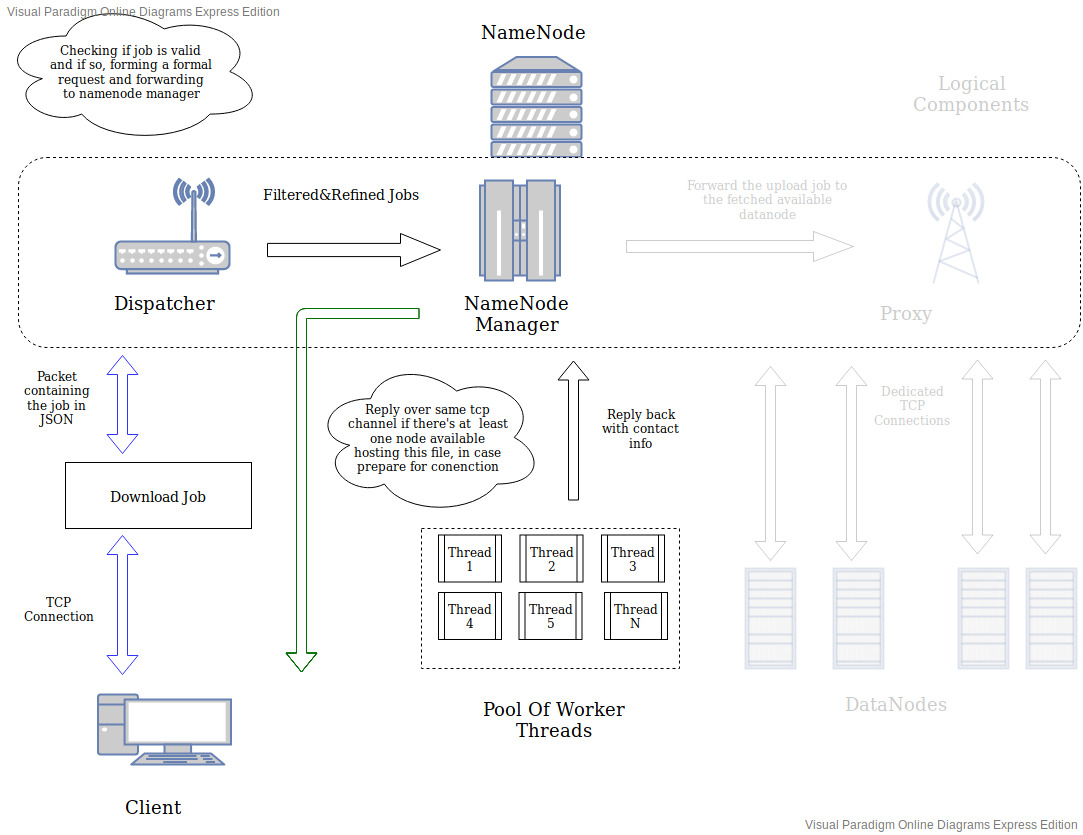 Visual Paradigm Online Diagrams Express Edition
Checking if job is valid
and if so, forming a formal
request and forwarding
to namenode manager
NameNode
Logical
Components
Filtered&Refined Jobs
Forward the upload job to
the fetched available
datanode
Dispatcher
NameNode
Manager
Proxy
Packet
containing
the job in
JSON
Reply over same tcp
channel if there's at  least
one node available
hosting this file, in case
prepare for conenction
Reply back
with contact
info
Dedicated
TCP
Connections
Download Job
Thread
1
Thread
2
Thread
3
Thread
4
Thread
5
Thread
N
TCP
Connection
Pool Of Worker
Threads
DataNodes
Client
Visual Paradigm Online Diagrams Express Edition